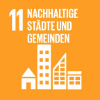 11 NACHHALTIGE
STÄDTE UND
GEMEINDEN